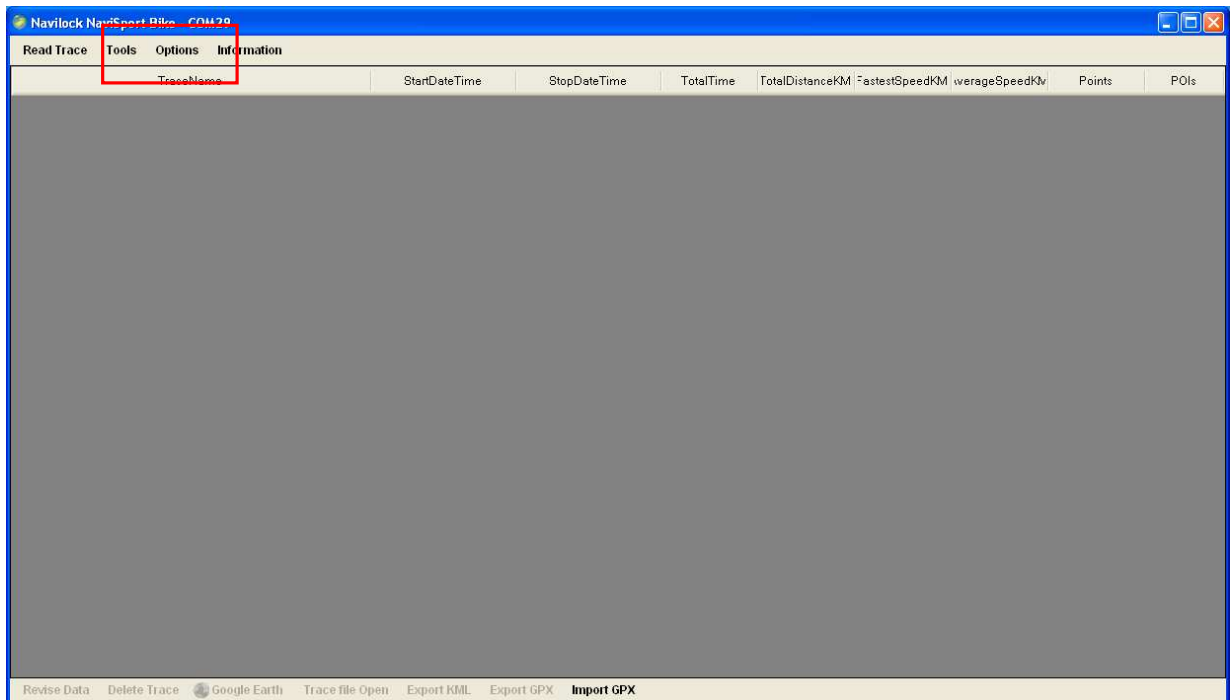 Navilock NaviSport Bike - COM29
Read Trace Tools Options Information
TraceName StartDateTime StopDateTime TotalTime TotalDistanceKM FastestSpeedKM verageSpeedKM Points POIs
Revise Data Delete Trace Google Earth Trace file Open Export KML Export GPX Import GPX